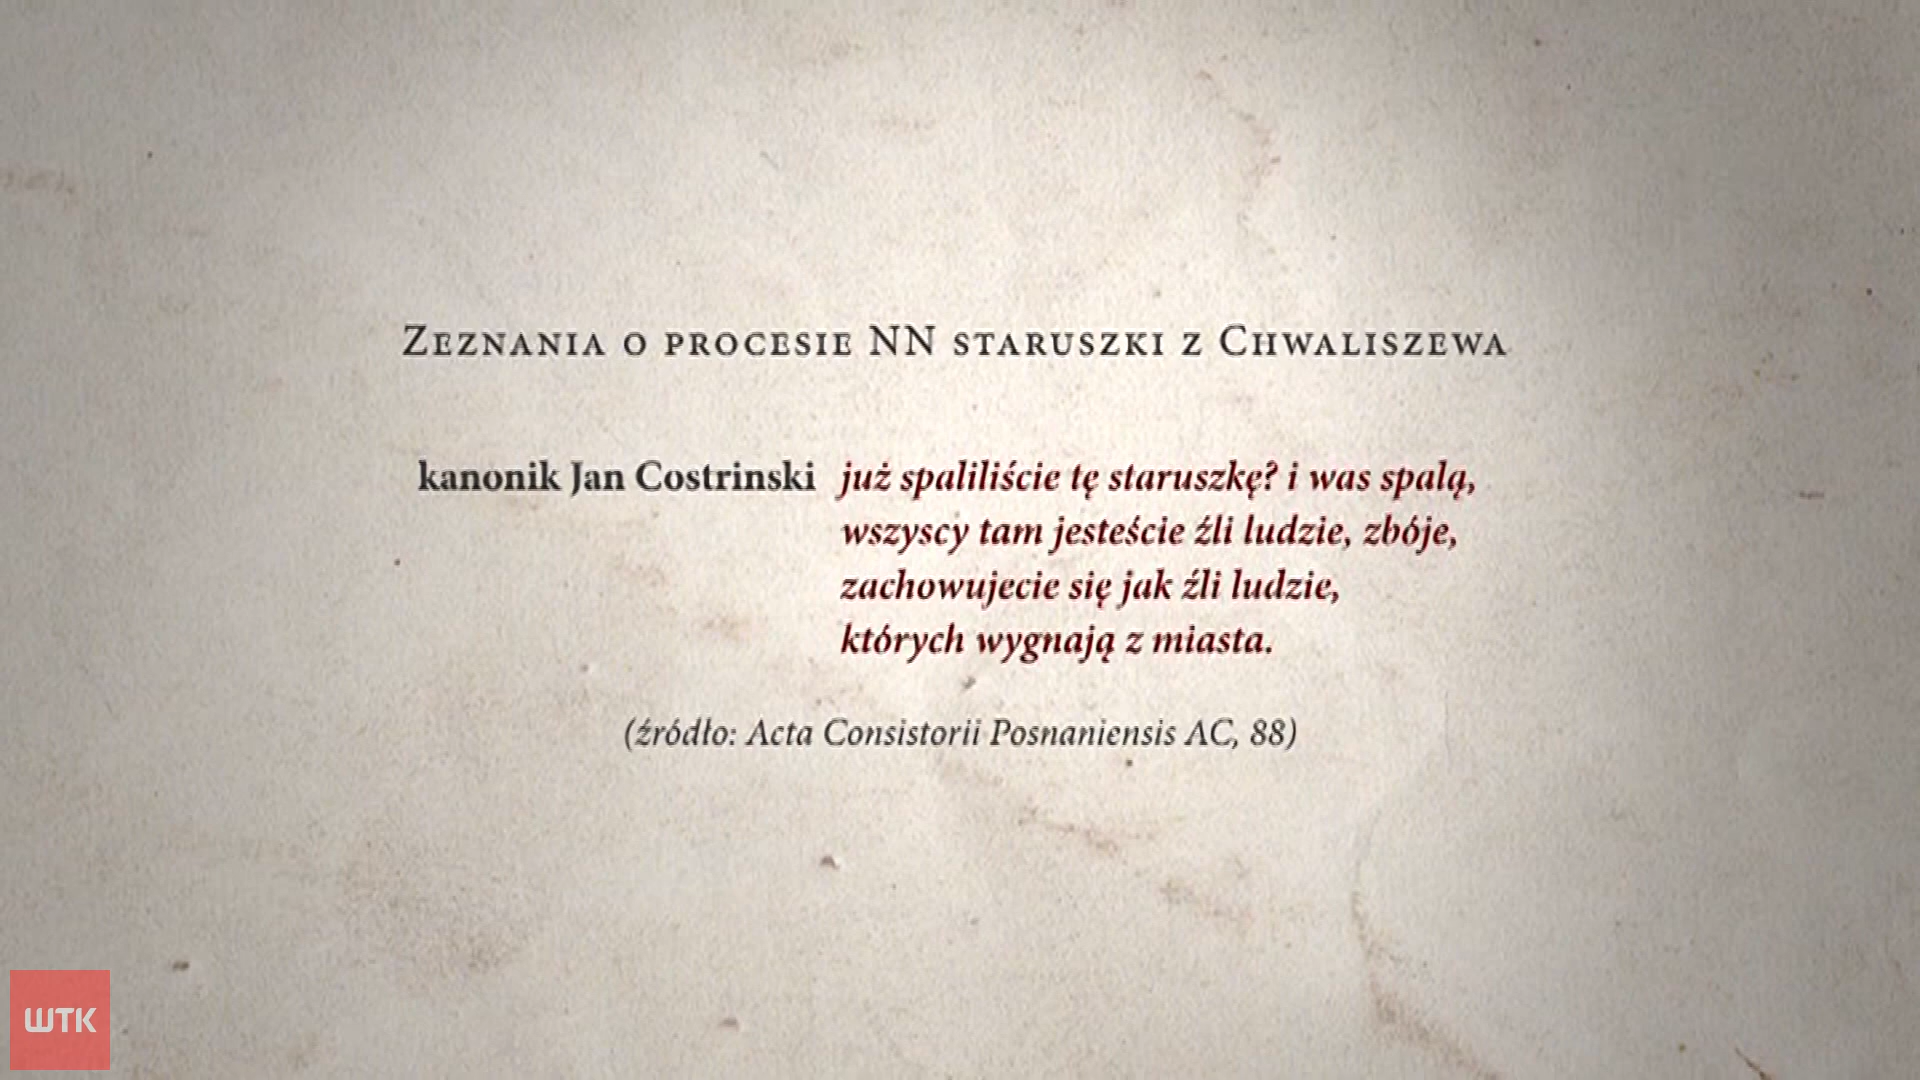 Zeznania o procesie NN staruszki z Chwaliszewa
kanonik Jan Costrinski już spaliliście tę staruszkę? i was spalą,
wszyscy tam jesteście źli ludzie, zbóje,
zachowujecie się jak źli ludzie,
których wygnają z miasta.
(źródło: Acta Consistorii Posnaniensis AC, 88)
WTK